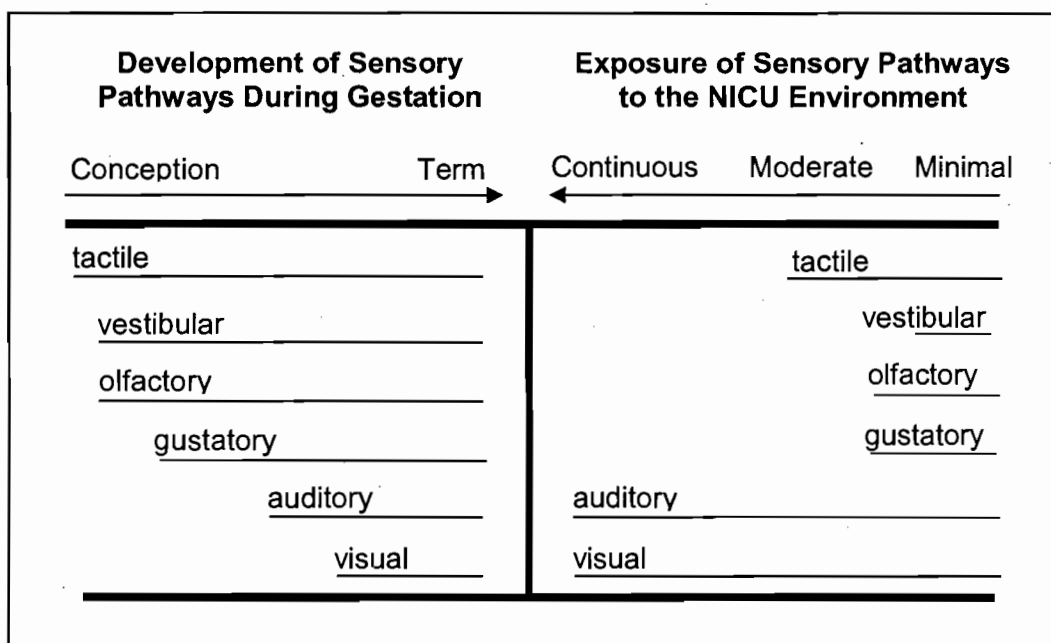 Development of Sensory
Pathways During Gestation
Conception Term
tactile
vestibular
olfactory
gustatory
auditory
visual
Exposure of Sensory Pathways
to the NICU Environment
Continuous Moderate Minimal
tactile
vestibular
olfactory
gustatory
auditory
visual